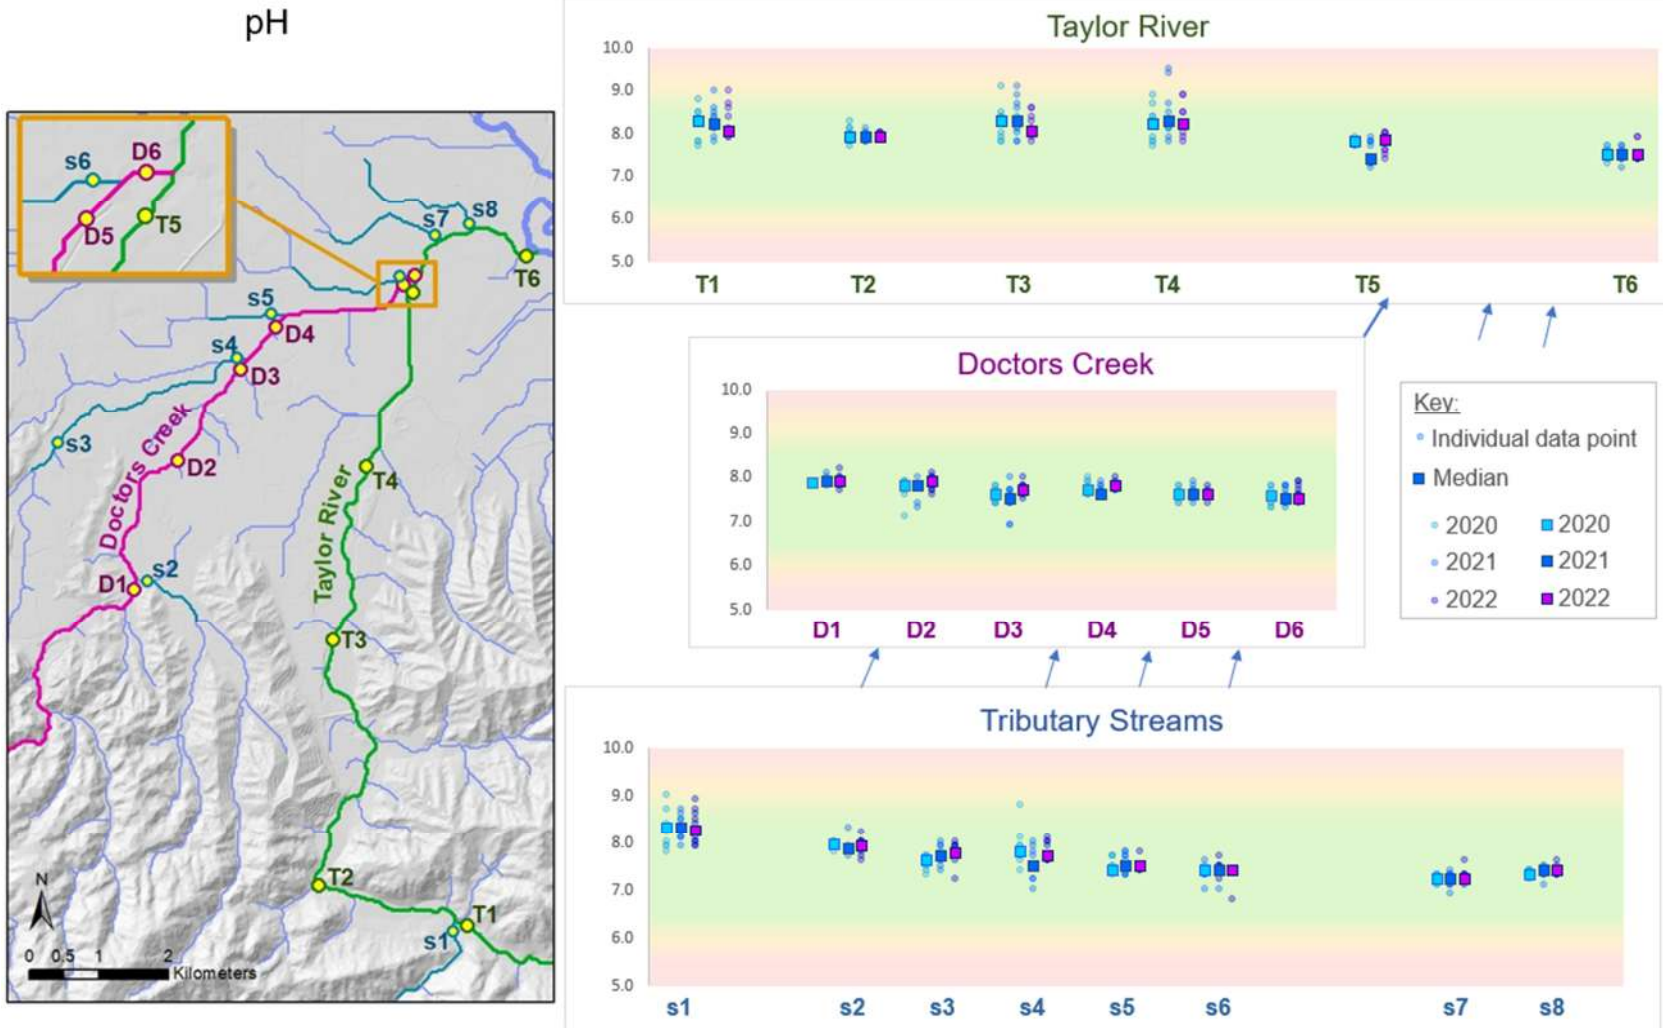 pH
s6
D6
D5
T5
s7
s8
T6
s5
D4
s4
D3
s3
Doctors Creek
D2
T4
Taylor River
D1
s2
T3
T2
T1
s1
N
0 0.5 1 2
Kilometers
Taylor River
10.0
9.0
8.0
7.0
6.0
5.0
T1 T2 T3 T4 T5 T6
Doctors Creek
10.0
9.0
8.0
7.0
6.0
5.0
D1 D2 D3 D4 D5 D6
Key:
Individual data point
Median
2020 2020
2021 2021
2022 2022
Tributary Streams
10.0
9.0
8.0
7.0
6.0
5.0
s1 s2 s3 s4 s5 s6 s7 s8